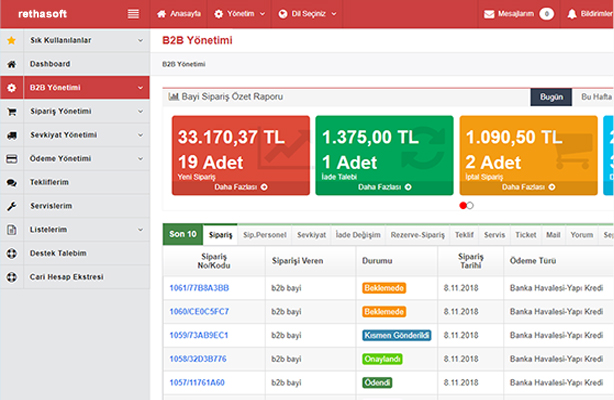 rethasoft
Anasayfa
Yönetim
Dil Seçiniz
Mesajlarım 0
Bildirimler
Sık Kullanılanlar
Dashboard
B2B Yönetimi
Sipariş Yönetimi
Sevkiyat Yönetimi
Ödeme Yönetimi
Tekliflerim
Servislerim
Listelerim
Destek Talebim
Cari Hesap Ekstresi
B2B Yönetimi
B2B Yönetimi
Bayi Sipariş Özet Raporu
Bugün
Bu Hafta
33.170,37 TL
19 Adet
Yeni Sipariş
Daha Fazlası
1.375,00 TL
1 Adet
İade Talebi
Daha Fazlası
1.090,50 TL
2 Adet
İptal Sipariş
Daha Fazlası
Son 10 Sipariş Sip.Personel Sevkiyat İade Değişim Rezerve-Sipariş Teklif Servis Ticket Mail Yorum
Sipariş No/Kodu Siparişi Veren Durumu Sipariş Tarihi Ödeme Türü
1061/77B8A3BB b2b bayi Beklemede 8.11.2018 Banka Havalesi-Yapı Kredi
1060/CE0C5FC7 b2b bayi Beklemede 8.11.2018 Banka Havalesi-Yapı Kredi
1059/73AB9EC1 b2b bayi Kısmen Gönderildi 8.11.2018 Banka Havalesi-Yapı Kredi
1058/32D3B776 b2b bayi Onaylandı 8.11.2018 Banka Havalesi-Yapı Kredi
1057/11761A60 b2b bayi Ödendi 8.11.2018 Banka Havalesi-Yapı Kredi